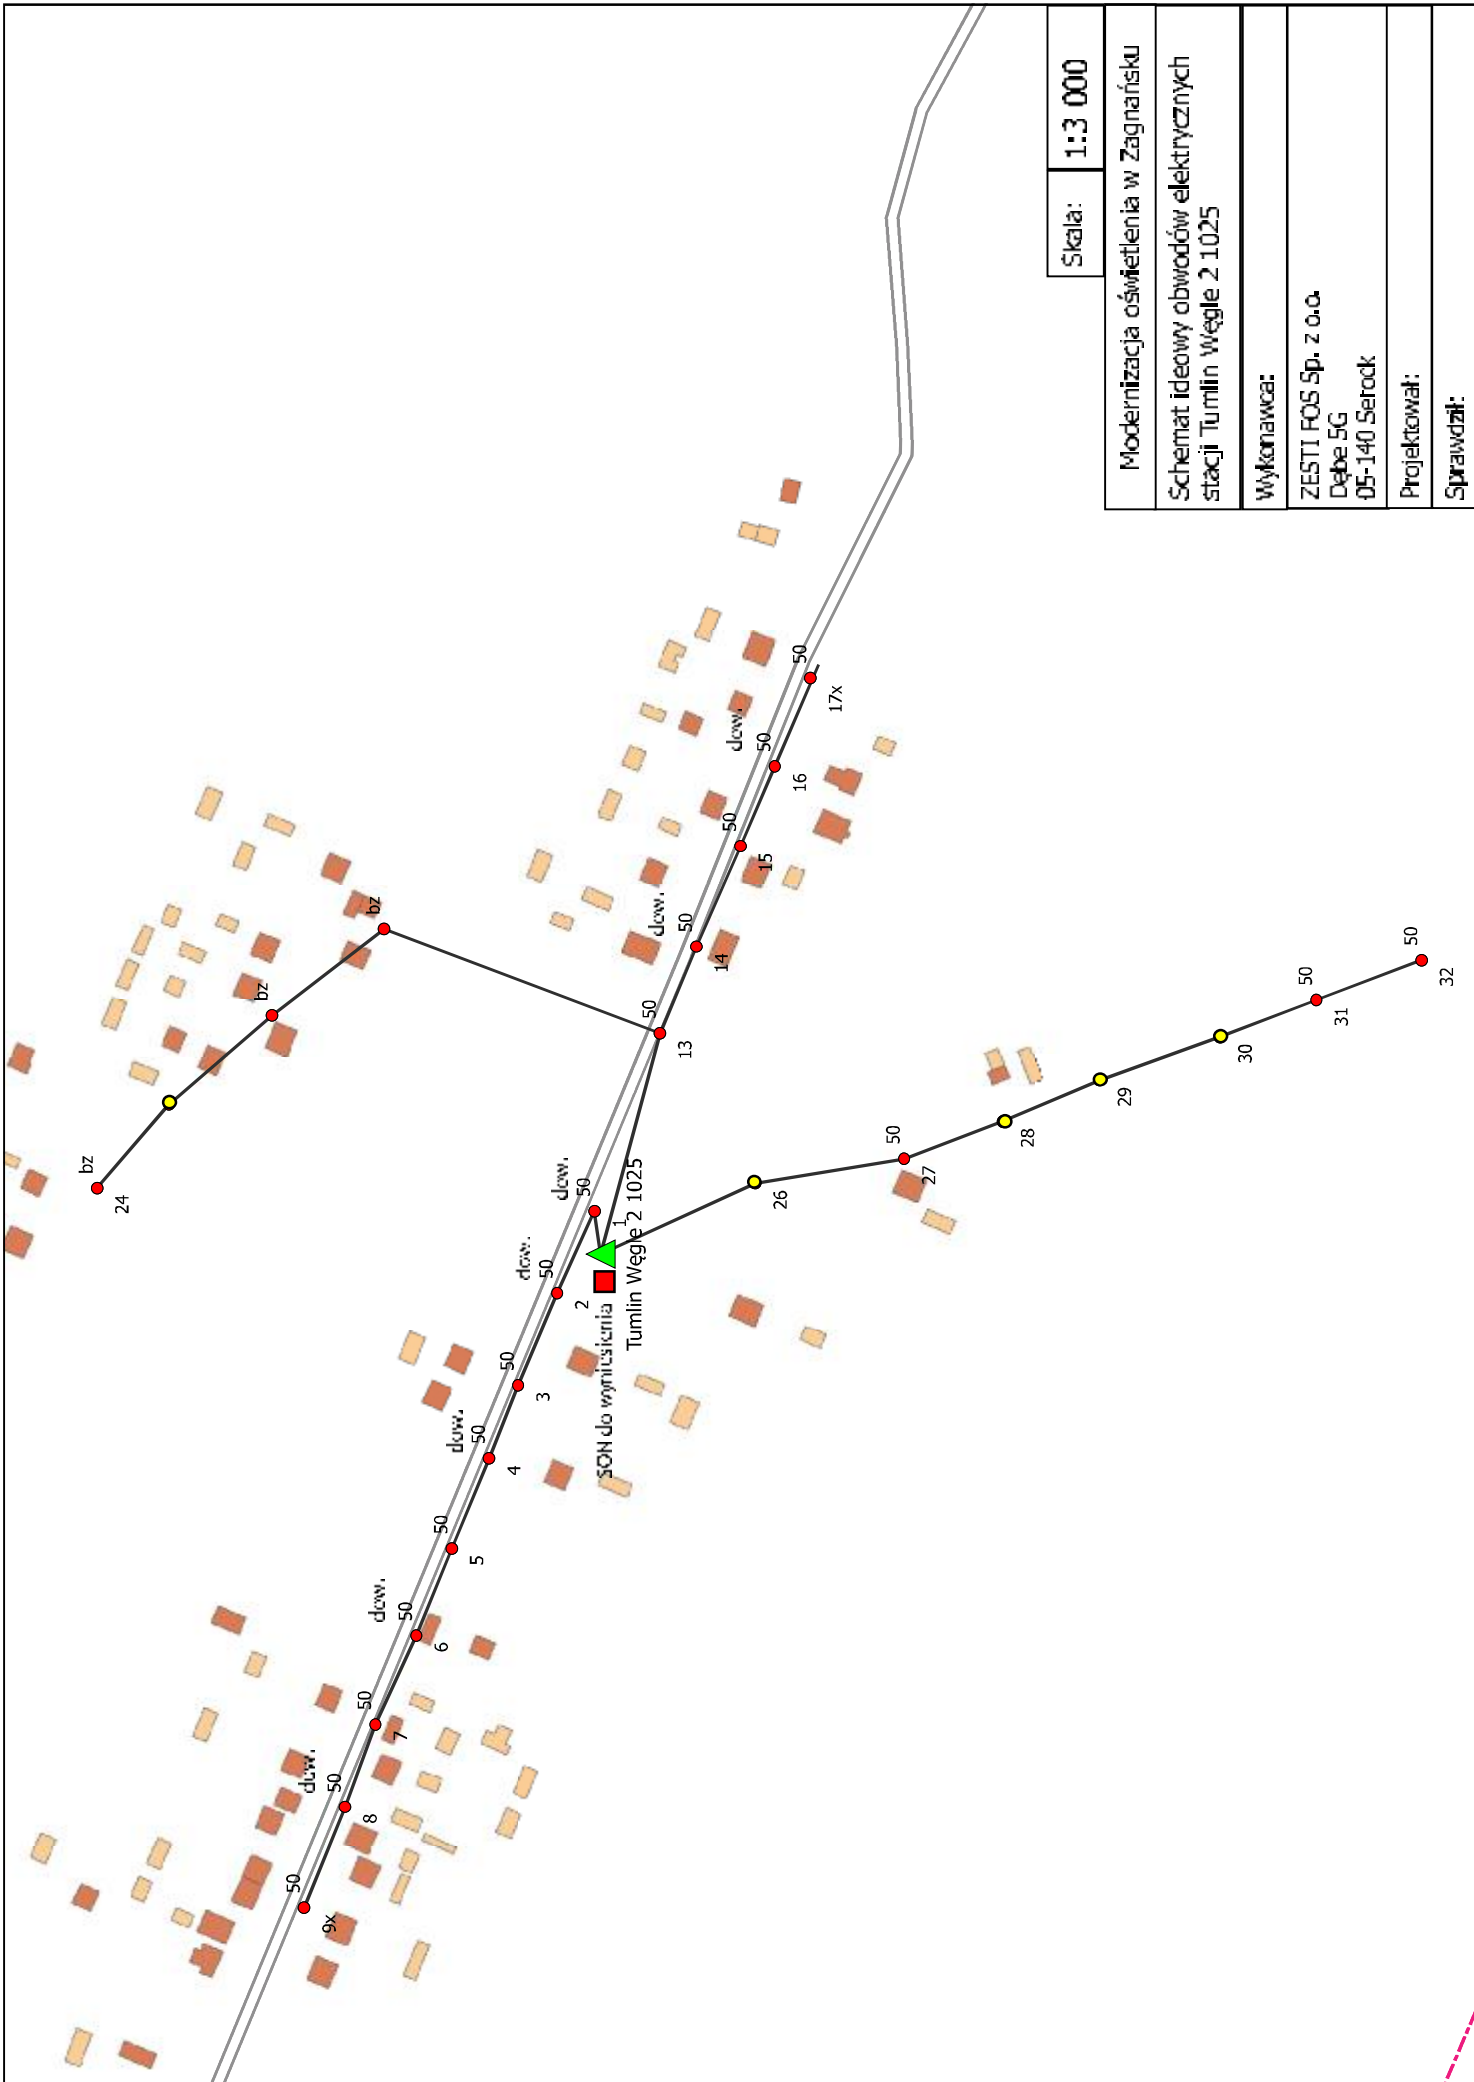 Skala:
1:3 000
Modernizacja oświetlenia w Zagnańsku
Schemat ideowy obwodów elektrycznych
stacji Tumlin Węgle 2 1025
Wykonawca:
ZESTI FOS Sp. z o.o.
Dębe 5G
05-140 Serock
Projektował:
Sprawdził:
bz
24
bz
bz
50
9x
dow.
50
8
50
7
dow.
50
6
50
5
dow.
50
4
50
3
dow.
50
2
dow.
50
1
SON do wyniesienia
Tumlin Węgle 2 1025
50
13
dow.
50
14
50
15
dow.
50
16
50
17x
26
50
27
28
29
30
50
31
50
32